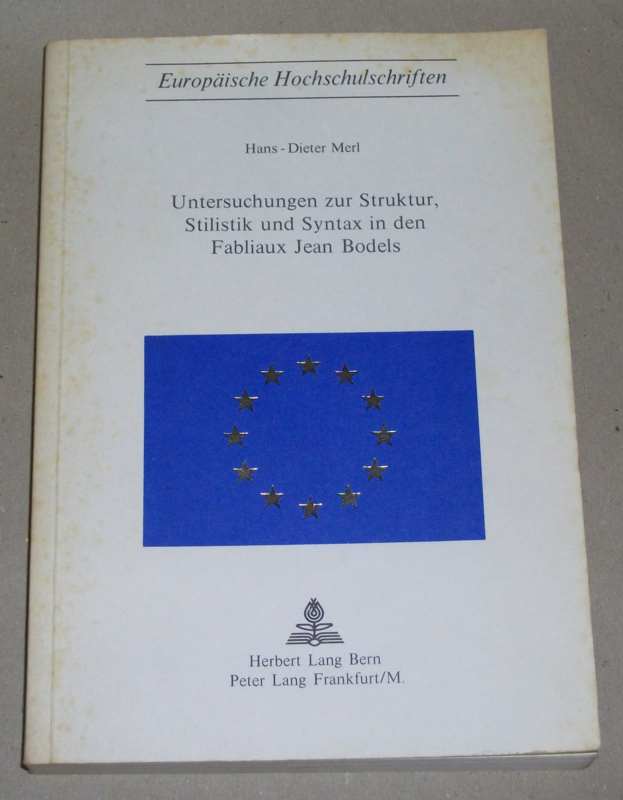 Europäische Hochschulschriften
Hans-Dieter Merl
Untersuchungen zur Struktur,
Stilistik und Syntax in den
Fabliaux Jean Bodels
Herbert Lang Bern
Peter Lang Frankfurt/M.